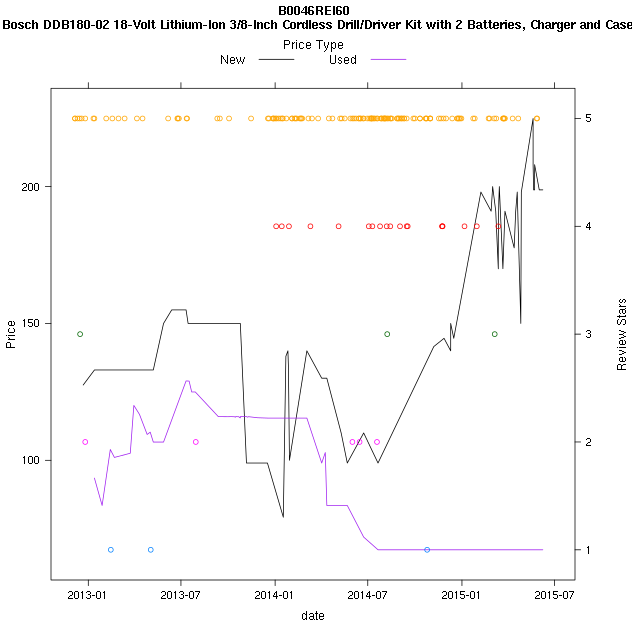 B0046REI60
Bosch DDB180-02 18-Volt Lithium-Ion 3/8-Inch Cordless Drill/Driver Kit with 2 Batteries, Charger and Case
Price Type
New Used
5
200
4
Price
150
3
Review Stars
100
2
1
2013-01 2013-07 2014-01 2014-07 2015-01 2015-07
date